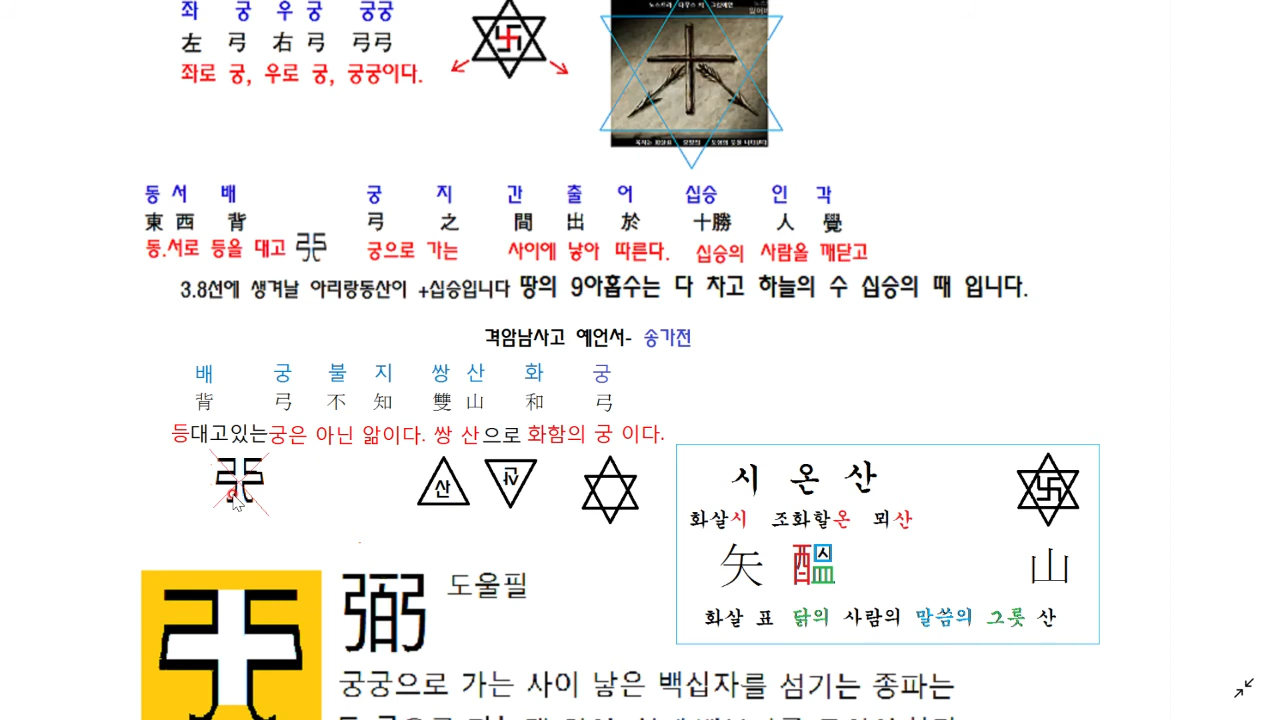 좌 궁 우 궁 궁궁
左 弓 右 弓 弓弓
좌로 궁, 우로 궁, 궁궁이다.
동 서 배 궁 지 간 출 어 십승 인 각
東 西 背 弓 之 間 出 於 十勝 人 覺
동.서로 등을 대고 궁으로 가는 사이에 낳아 따른다. 십승의 사람을 깨닫고
3.8선에 생겨날 아리랑동산이 +십승입니다 땅의 9아홉수는 다 차고 하늘의 수 십승의 때 입니다.
격암남사고 예언서- 송가전
배 궁 불 지 쌍 산 화 궁
背 弓 不 知 雙 山 和 弓
등대고있는궁은 아닌 앎이다. 쌍 산으로 화합의 궁 이다.
산
시 온 산
화살시 조화할온 뫼산
矢 醞 山
시
화살 표 닭의 사람의 말씀의 그릇 산
弼 도울필
궁궁으로 가는 사이 낳은 백십자를 섬기는 종파는